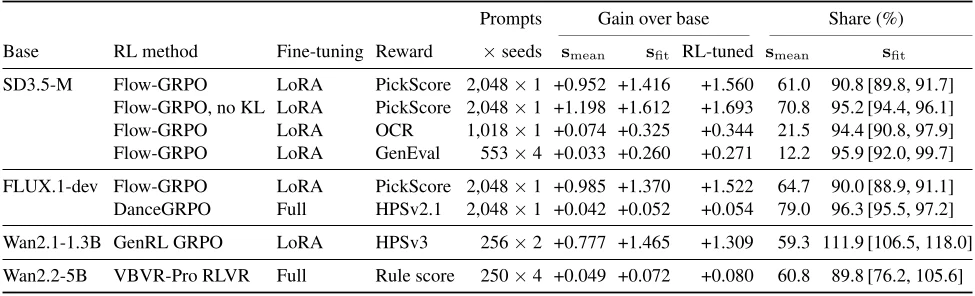 Prompts Gain over base Share (%)
Base RL method Fine-tuning Reward × seeds s_mean s_fit RL-tuned s_mean s_fit
SD3.5-M Flow-GRPO LoRA PickScore 2,048 × 1 +0.952 +1.416 +1.560 61.0 90.8 [89.8, 91.7]
Flow-GRPO, no KL LoRA PickScore 2,048 × 1 +1.198 +1.612 +1.693 70.8 95.2 [94.4, 96.1]
Flow-GRPO LoRA OCR 1,018 × 1 +0.074 +0.325 +0.344 21.5 94.4 [90.8, 97.9]
Flow-GRPO LoRA GenEval 553 × 4 +0.033 +0.260 +0.271 12.2 95.9 [92.0, 99.7]
FLUX.1-dev Flow-GRPO LoRA PickScore 2,048 × 1 +0.985 +1.370 +1.522 64.7 90.0 [88.9, 91.1]
DanceGRPO Full HPSv2.1 2,048 × 1 +0.042 +0.052 +0.054 79.0 96.3 [95.5, 97.2]
Wan2.1-1.3B GenRL GRPO LoRA HPSv3 256 × 2 +0.777 +1.465 +1.309 59.3 111.9 [106.5, 118.0]
Wan2.2-5B VBVR-Pro RLVR Full Rule score 250 × 4 +0.049 +0.072 +0.080 60.8 89.8 [76.2, 105.6]